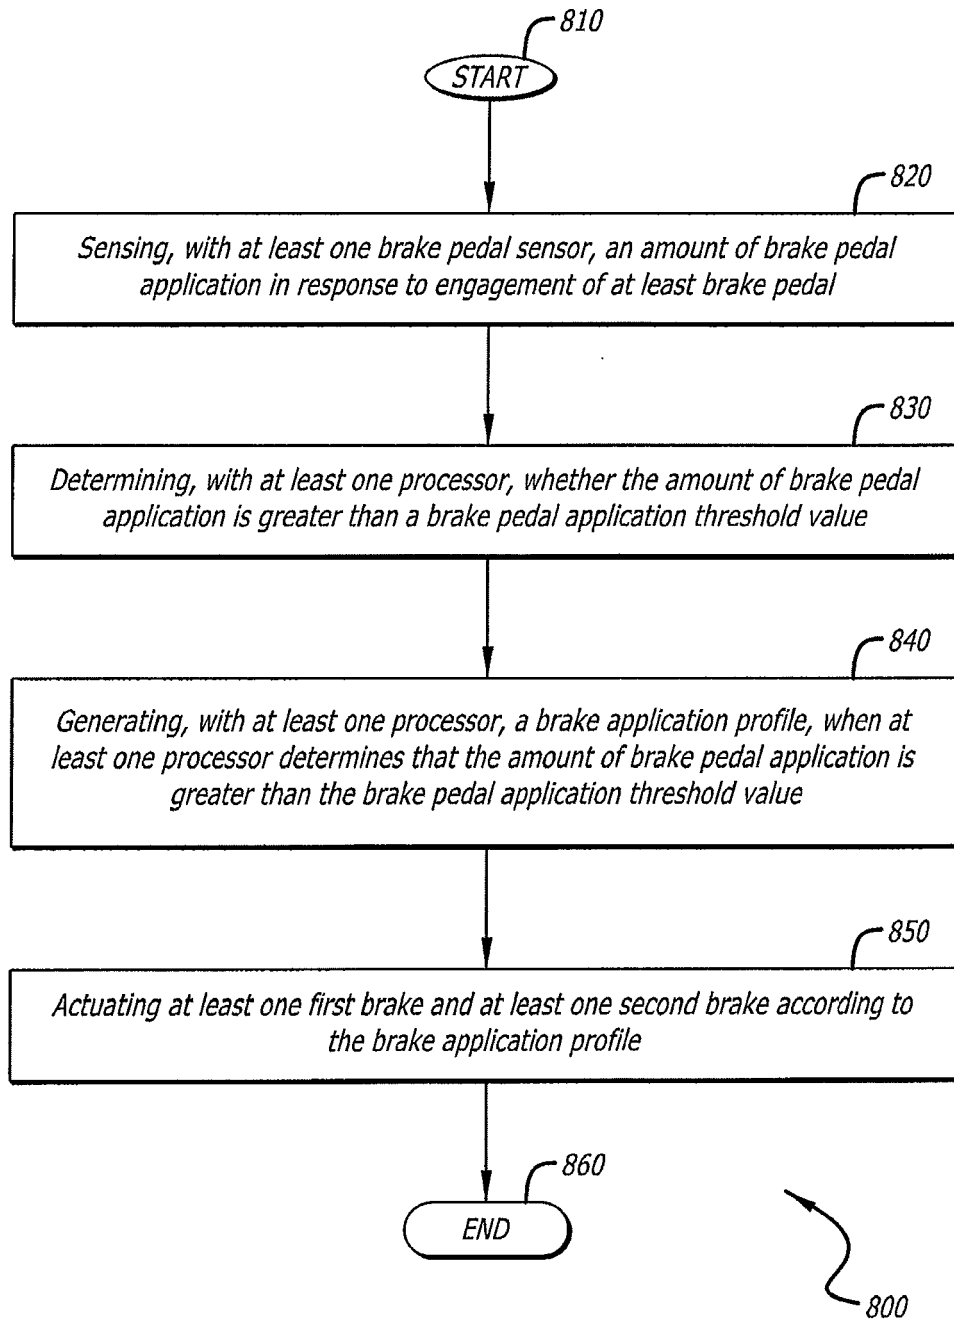 810
START
820
Sensing, with at least one brake pedal sensor, an amount of brake pedal
application in response to engagement of at least brake pedal
830
Determining, with at least one processor, whether the amount of brake pedal
application is greater than a brake pedal application threshold value
840
Generating, with at least one processor, a brake application profile, when at
least one processor determines that the amount of brake pedal application is
greater than the brake pedal application threshold value
850
Actuating at least one first brake and at least one second brake according to
the brake application profile
860
END
800